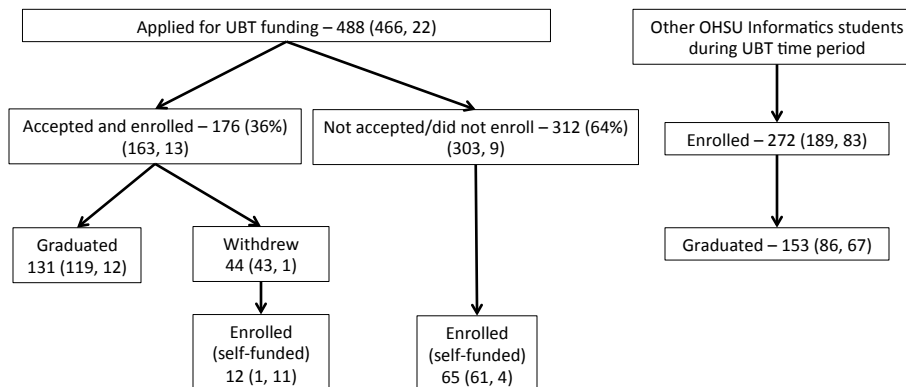 Applied for UBT funding – 488 (466, 22)
Other OHSU Informatics students
during UBT time period
Accepted and enrolled – 176 (36%)
(163, 13)
Not accepted/did not enroll – 312 (64%)
(303, 9)
Enrolled – 272 (189, 83)
Graduated
131 (119, 12)
Withdrew
44 (43, 1)
Graduated – 153 (86, 67)
Enrolled
(self-funded)
12 (1, 11)
Enrolled
(self-funded)
65 (61, 4)